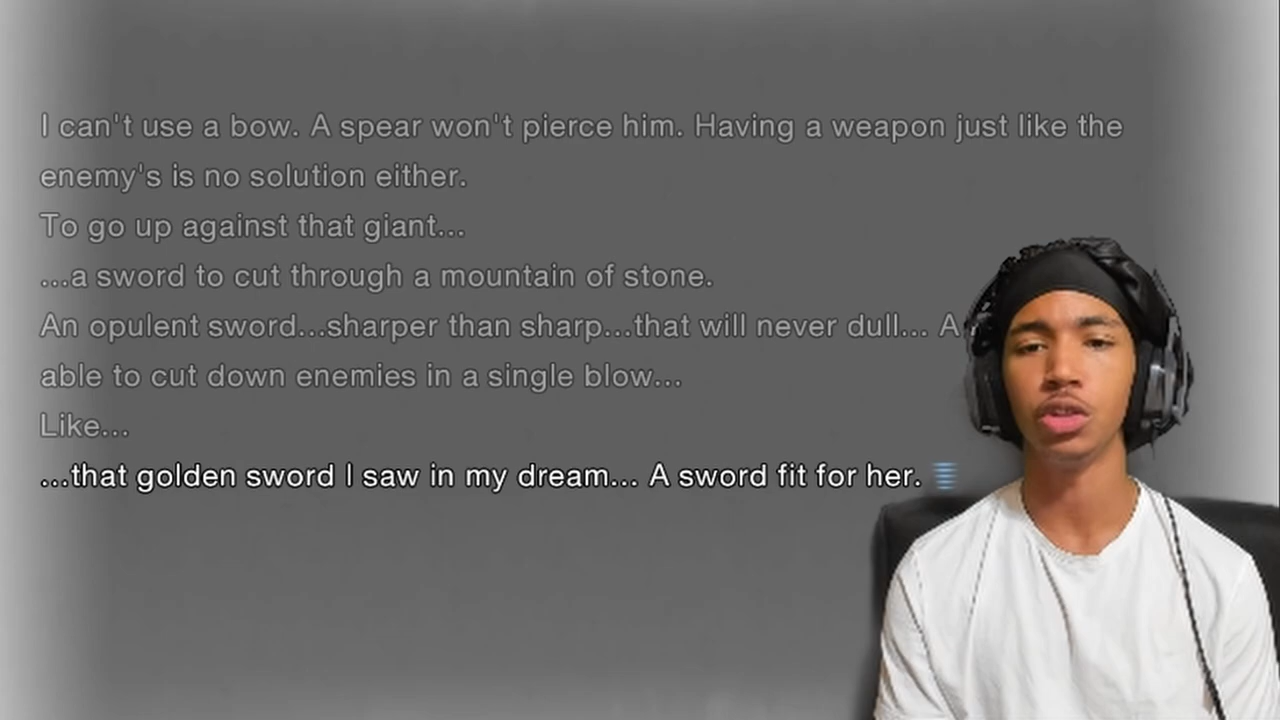 I can't use a bow. A spear won't pierce him. Having a weapon just like the
enemy's is no solution either.
To go up against that giant...
...a sword to cut through a mountain of stone.
An opulent sword...sharper than sharp...that will never dull... A
able to cut down enemies in a single blow...
Like...
...that golden sword I saw in my dream... A sword fit for her.